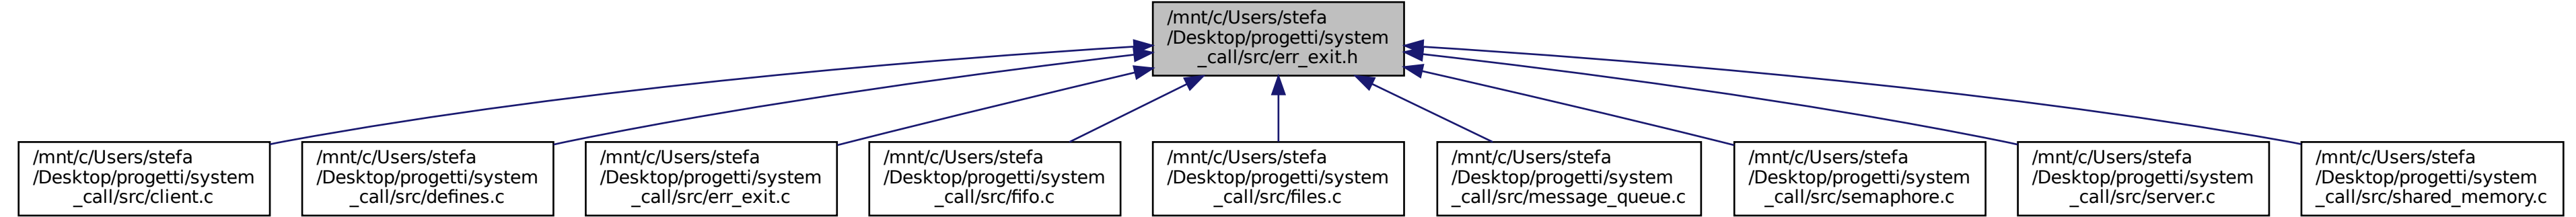 /mnt/c/Users/stefa
/Desktop/progetti/system
_call/src/err_exit.h
/mnt/c/Users/stefa
/Desktop/progetti/system
_call/src/client.c
/mnt/c/Users/stefa
/Desktop/progetti/system
_call/src/defines.c
/mnt/c/Users/stefa
/Desktop/progetti/system
_call/src/err_exit.c
/mnt/c/Users/stefa
/Desktop/progetti/system
_call/src/fifo.c
/mnt/c/Users/stefa
/Desktop/progetti/system
_call/src/files.c
/mnt/c/Users/stefa
/Desktop/progetti/system
_call/src/message_queue.c
/mnt/c/Users/stefa
/Desktop/progetti/system
_call/src/semaphore.c
/mnt/c/Users/stefa
/Desktop/progetti/system
_call/src/server.c
/mnt/c/Users/stefa
/Desktop/progetti/system
_call/src/shared_memory.c